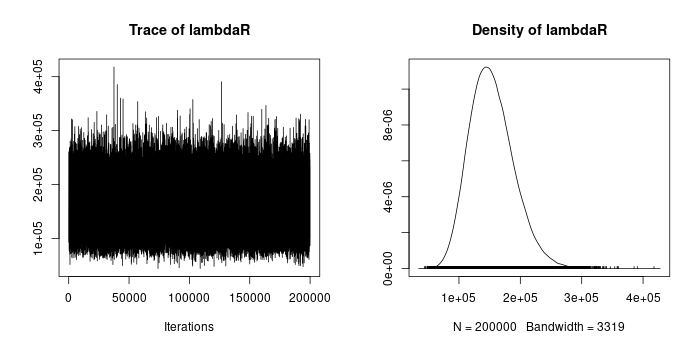 Trace of lambdaR
Density of lambdaR
4e+05
3e+05
2e+05
1e+05
0 50000 100000 150000 200000
Iterations
8e-06
4e-06
0e+00
1e+05 2e+05 3e+05 4e+05
N = 200000 Bandwidth = 3319